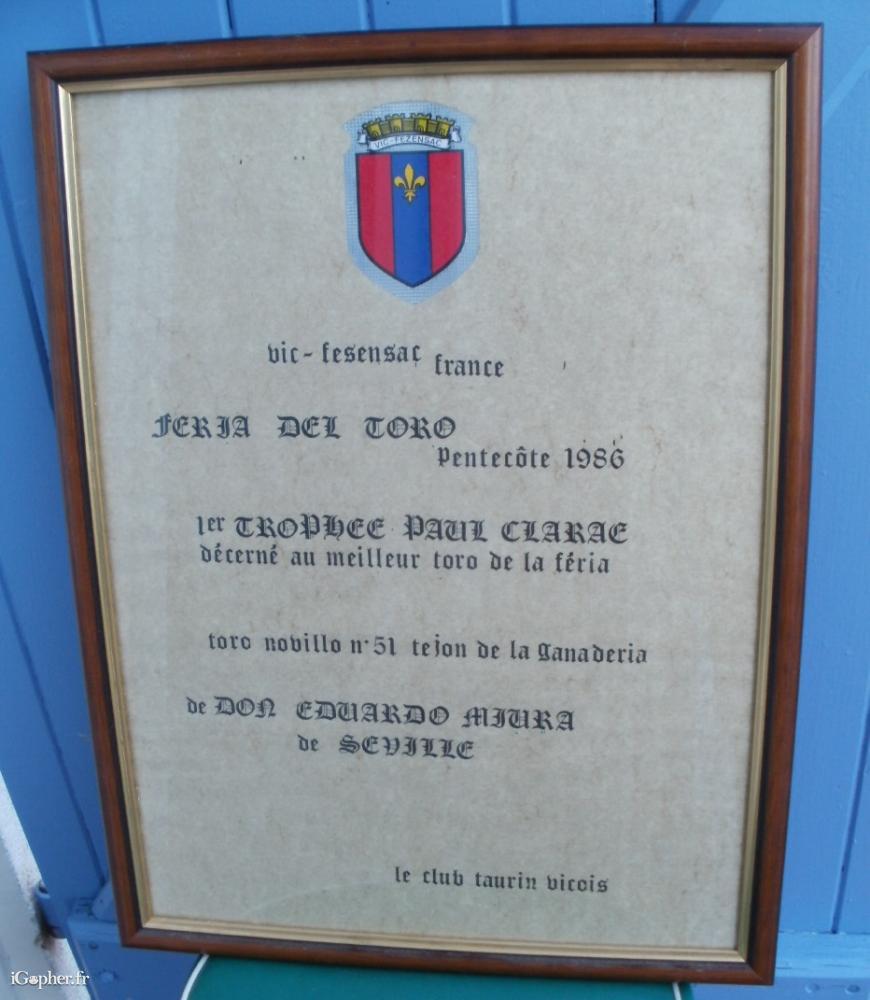 VIC-FEZENSAC
vic-fesensac france
FERIA DEL TORO
Pentecôte 1986
1er TROPHEE PAUL CLARAE
décerné au meilleur toro de la féria
toro novillo n°51 tejon de la ganaderia
de DON EDUARDO MIURA
de SEVILLE
le club taurin vicois
iGopher.fr